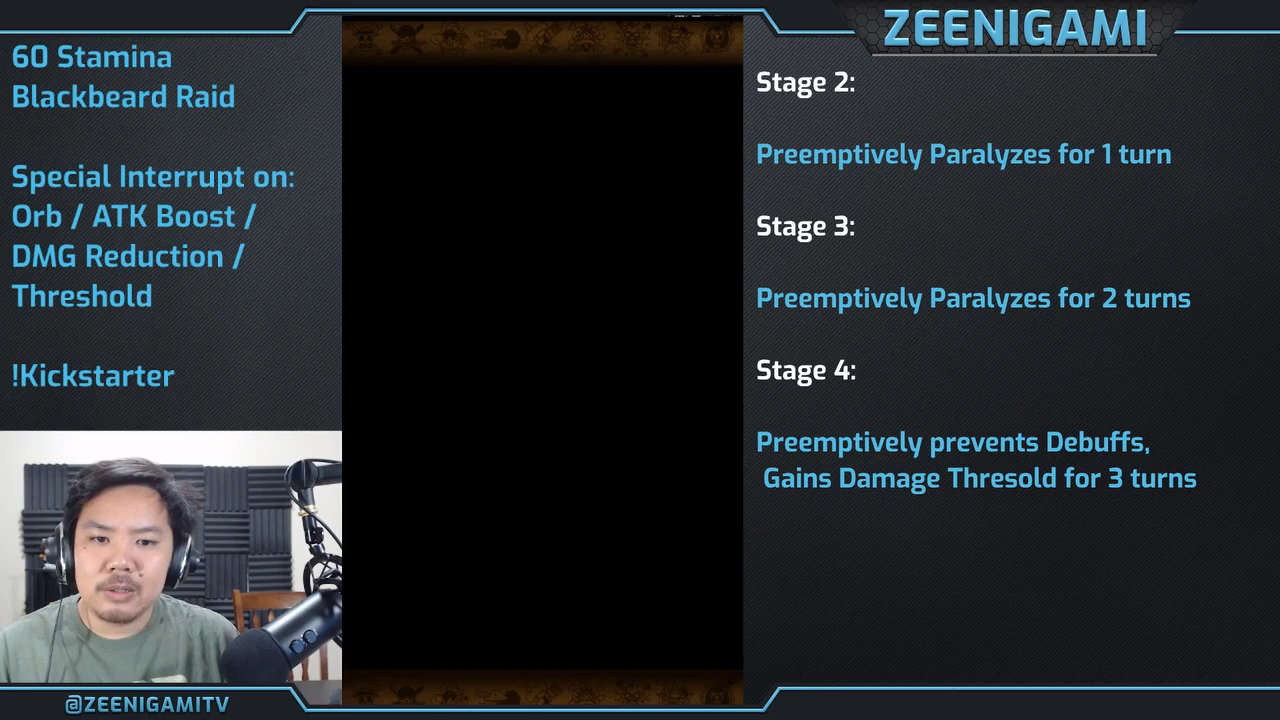 60 Stamina
Blackbeard Raid
Special Interrupt on:
Orb / ATK Boost /
DMG Reduction /
Threshold
!Kickstarter
@ZEENIGAMITV
ZEENIGAMI
Stage 2:
Preemptively Paralyzes for 1 turn
Stage 3:
Preemptively Paralyzes for 2 turns
Stage 4:
Preemptively prevents Debuffs,
Gains Damage Thresold for 3 turns